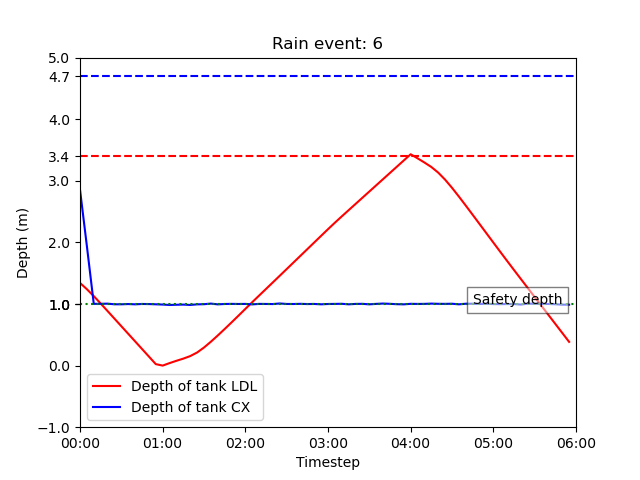 Rain event: 6
5.0
4.7
4.0
3.4
3.0
2.0
1.0
0.0
−1.0
Depth (m)
Safety depth
Depth of tank LDL
Depth of tank CX
00:00 01:00 02:00 03:00 04:00 05:00 06:00
Timestep